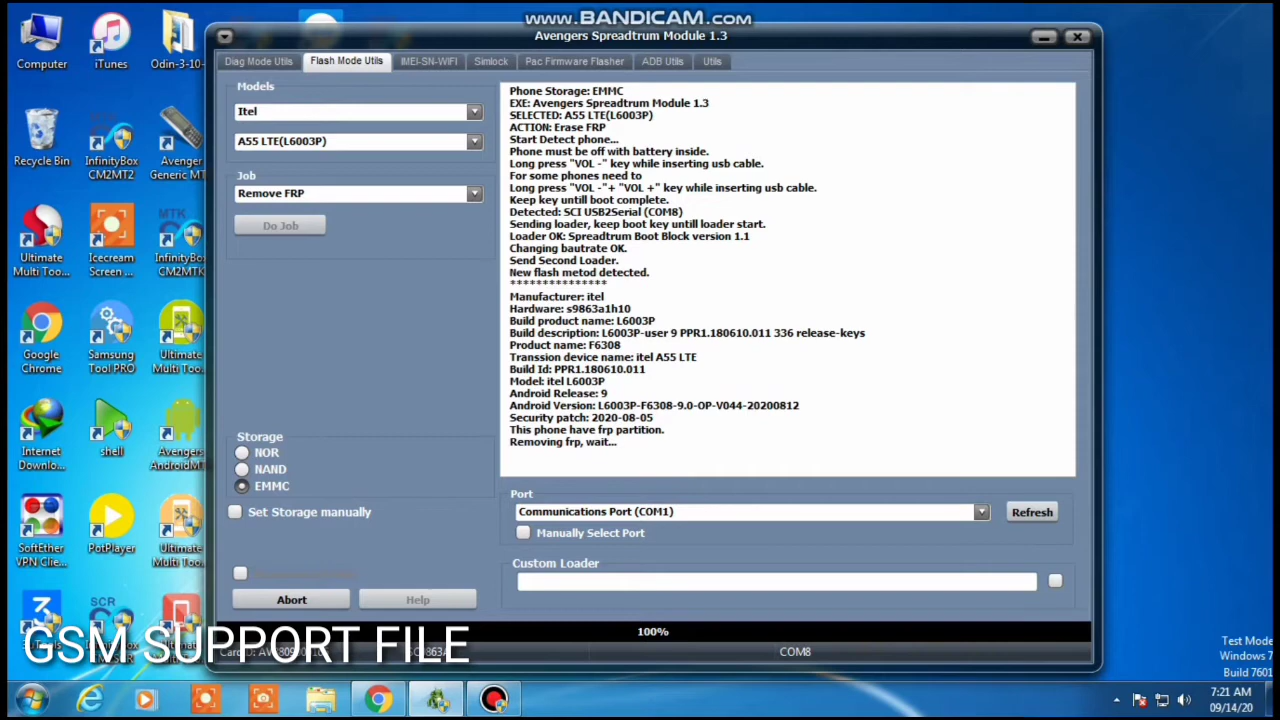 www.BANDICAM.com
Avengers Spreadtrum Module 1.3
Diag Mode Utils Flash Mode Utils IMEI-SN-WIFI Simlock Pac Firmware Flasher ADB Utils Utils
Models
Itel
A55 LTE(L6003P)
Job
Remove FRP
Do Job
Phone Storage: EMMC
EXE: Avengers Spreadtrum Module 1.3
SELECTED: A55 LTE(L6003P)
ACTION: Erase FRP
Start Detect phone...
Phone must be off with battery inside.
Long press "VOL -" key while inserting usb cable.
For some phones need to
Long press "VOL -"+ "VOL +" key while inserting usb cable.
Keep key untill boot complete.
Detected: SCI USB2Serial (COM8)
Sending loader, keep boot key untill loader start.
Loader OK: Spreadtrum Boot Block version 1.1
Changing bautrate OK.
Send Second Loader.
New flash metod detected.
***************
Manufacturer: itel
Hardware: s9863a1h10
Build product name: L6003P
Build description: L6003P-user 9 PPR1.180610.011 336 release-keys
Product name: F6308
Transsion device name: itel A55 LTE
Build Id: PPR1.180610.011
Model: itel L6003P
Android Release: 9
Android Version: L6003P-F6308-9.0-OP-V044-20200812
Security patch: 2020-08-05
This phone have frp partition.
Removing frp, wait...
Storage
NOR
NAND
EMMC
Set Storage manually
Port
Communications Port (COM1)
Refresh
Manually Select Port
Custom Loader
Abort
Help
100%
COM8
Computer
iTunes
Odin-3-10-
Recycle Bin
InfinityBox
CM2MT2
Avenger
Generic MT
Ultimate
Multi Too...
Icecream
Screen ...
MTK
InfinityBox
CM2MTK
Google
Chrome
Samsung
Tool PRO
Ultimate
Multi Too...
Internet
Downlo...
shell
Avengers
AndroidMT
SoftEther
VPN Clie...
PotPlayer
Ultimate
Multi Too...
SCR
GSM SUPPORT FILE
Test Mode
Windows 7
Build 7601
7:21 AM
09/14/20